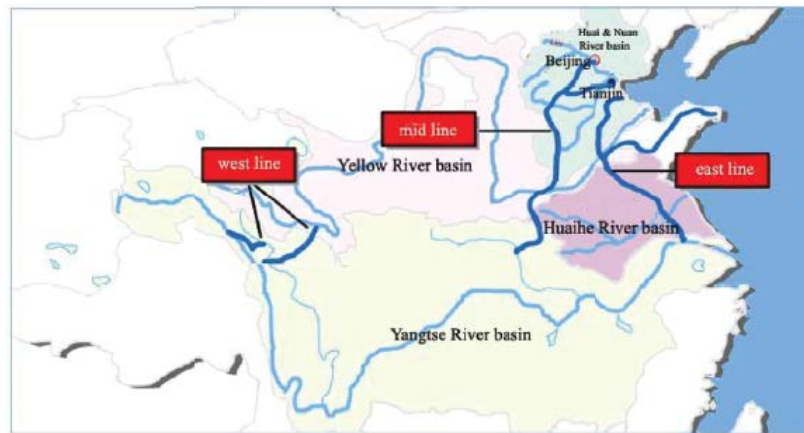 Huai & Nuan
River basin
Beijing
Tianjin
mid line
west line
Yellow River basin
east line
Huaihe River basin
Yangtse River basin